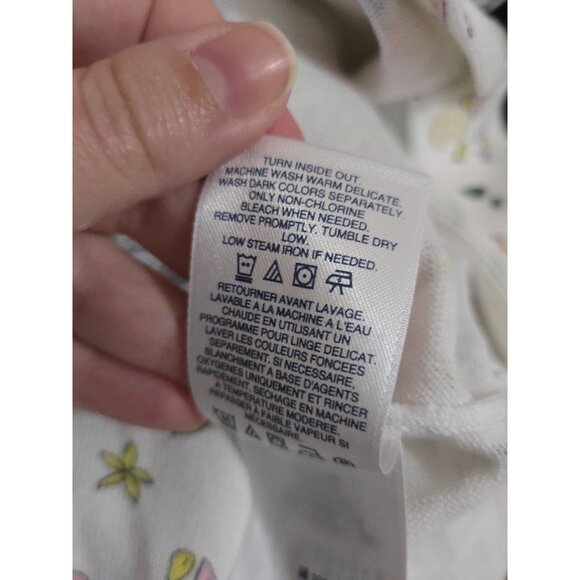 TURN INSIDE OUT.
MACHINE WASH WARM DELICATE.
WASH DARK COLORS SEPARATELY.
ONLY NON-CHLORINE
BLEACH WHEN NEEDED.
REMOVE PROMPTLY. TUMBLE DRY
LOW.
LOW STEAM IRON IF NEEDED.
RETOURNER AVANT LAVAGE.
LAVABLE A LA MACHINE A L'EAU
CHAUDE EN UTILISANT UN
PROGRAMME POUR LINGE DELICAT.
LAVER LES COULEURS FONCEES
SEPAREMENT. SI NECESSAIRE,
BLANCHIMENT A BASE D'AGENTS
OXYGENES UNIQUEMENT ET RINCER
RAPIDEMENT. SECHAGE EN MACHINE
A TEMPERATURE MODEREE.
REPASSER A FAIBLE VAPEUR SI
NECESSAIRE.